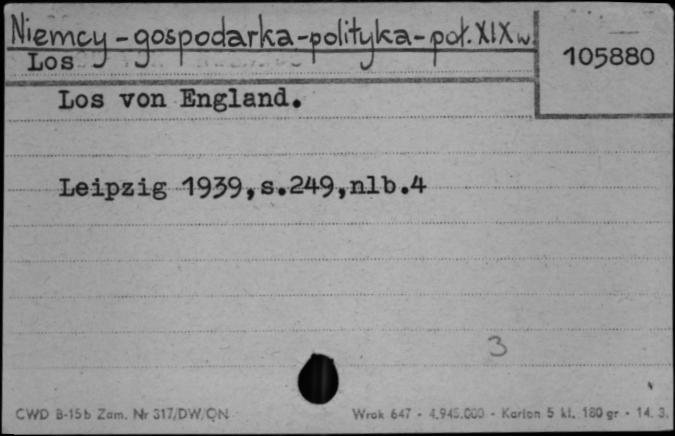 Niemcy-gospodarka-polityka-poł.XIX w.
105880
Los
Los von England.
Leipzig 1939,s.249,nlb.4
3
CWD B-15b Zam. Nr 317/DW/ON
Wrok 647 - 4.945.000 - Karton 5 kl. 180 gr - 14. 3.